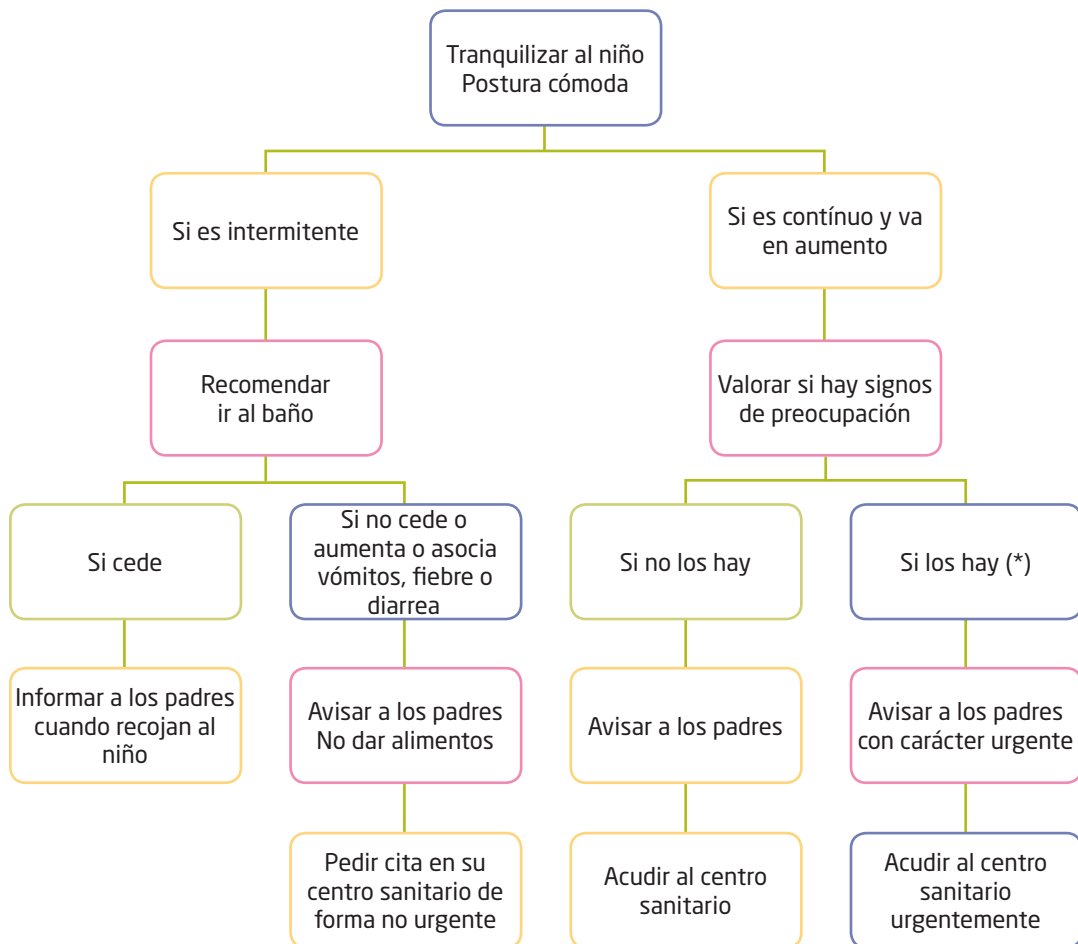 Tranquilizar al niño
Postura cómoda
Si es intermitente
Si es contínuo y va
en aumento
Recomendar
ir al baño
Valorar si hay signos
de preocupación
Si cede
Si no cede o
aumenta o asocia
vómitos, fiebre o
diarrea
Si no los hay
Si los hay (*)
Informar a los padres
cuando recojan al
niño
Avisar a los padres
No dar alimentos
Avisar a los padres
Avisar a los padres
con carácter urgente
Pedir cita en su
centro sanitario de
forma no urgente
Acudir al centro
sanitario
Acudir al centro
sanitario
urgentemente